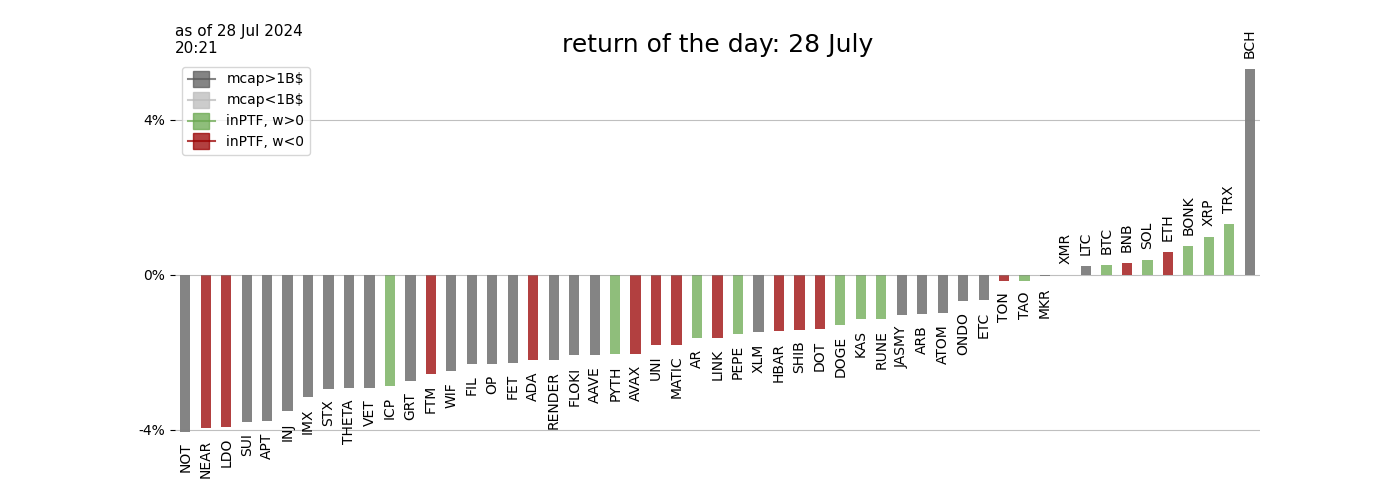 as of 28 Jul 2024
20:21
return of the day: 28 July
mcap>1B$
mcap<1B$
inPTF, w>0
inPTF, w<0
4%
0%
-4%
NOT
NEAR
LDO
SUI
APT
INJ
IMX
STX
THETA
VET
ICP
GRT
FTM
WIF
FIL
OP
FET
ADA
RENDER
FLOKI
AAVE
PYTH
AVAX
UNI
MATIC
AR
LINK
PEPE
XLM
HBAR
SHIB
DOT
DOGE
KAS
RUNE
JASMY
ARB
ATOM
ONDO
ETC
TON
TAO
MKR
XMR
LTC
BTC
BNB
SOL
ETH
BONK
XRP
TRX
BCH